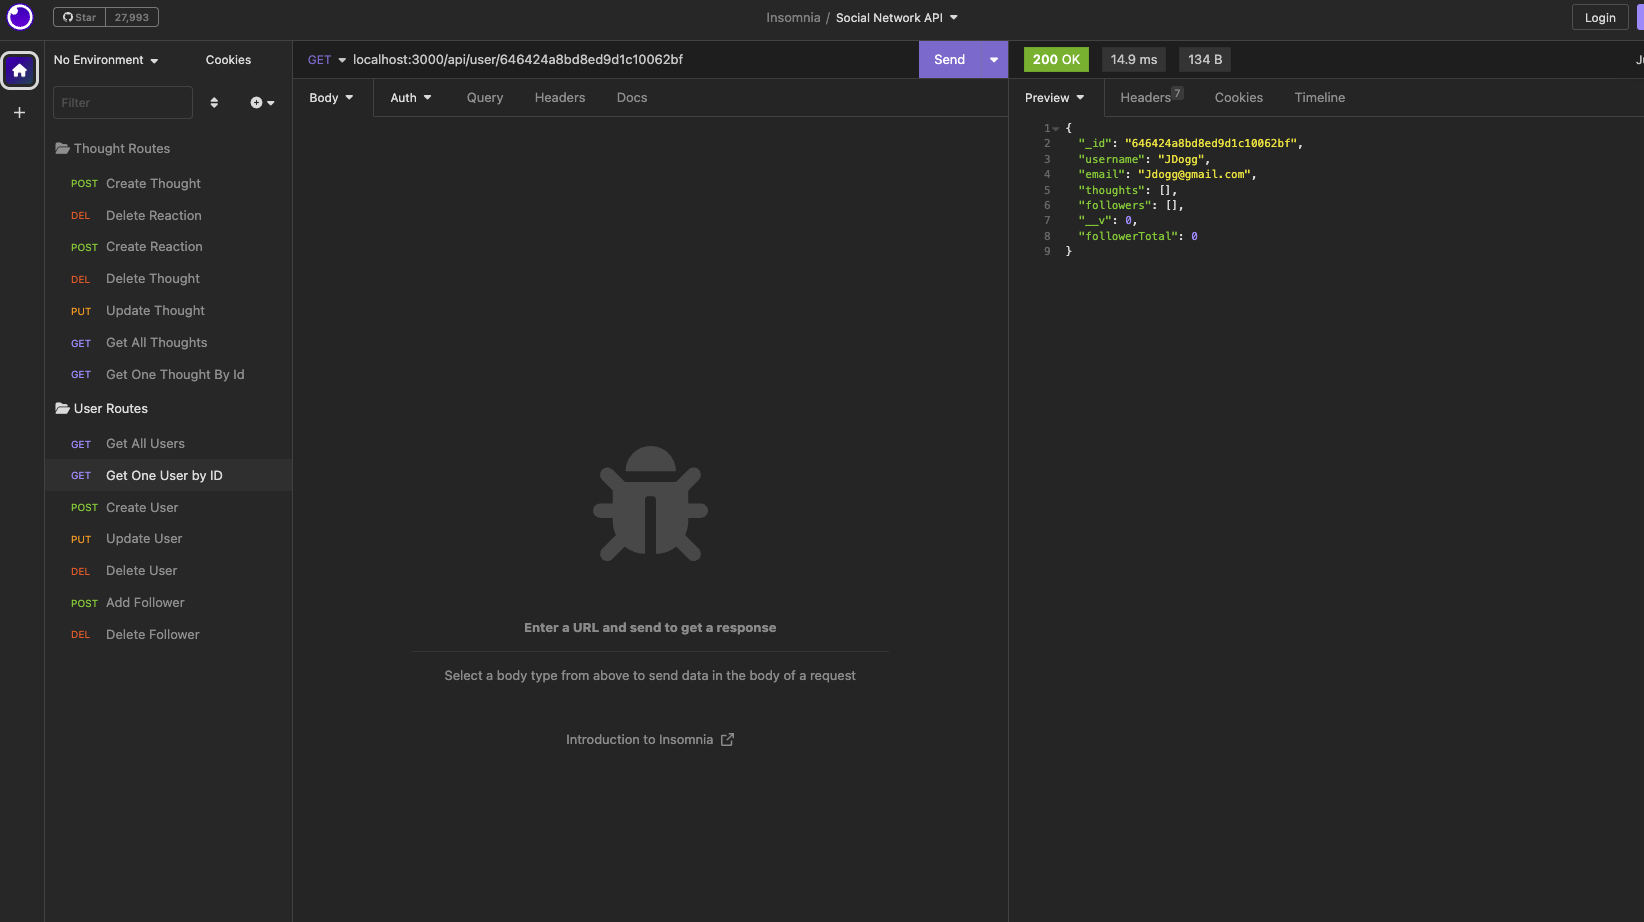 Star 27,993
Insomnia / Social Network API
Login
No Environment
Cookies
GET localhost:3000/api/user/646424a8bd8ed9d1c10062bf
Send
200 OK
14.9 ms
134 B
Filter
Body
Auth
Query
Headers
Docs
Preview
Headers 7
Cookies
Timeline
Thought Routes
POST Create Thought
DEL Delete Reaction
POST Create Reaction
DEL Delete Thought
PUT Update Thought
GET Get All Thoughts
GET Get One Thought By Id
User Routes
GET Get All Users
GET Get One User by ID
POST Create User
PUT Update User
DEL Delete User
POST Add Follower
DEL Delete Follower
Enter a URL and send to get a response
Select a body type from above to send data in the body of a request
Introduction to Insomnia
1 {
2 "_id": "646424a8bd8ed9d1c10062bf",
3 "username": "JDogg",
4 "email": "Jdogg@gmail.com",
5 "thoughts": [],
6 "followers": [],
7 "__v": 0,
8 "followerTotal": 0
9 }